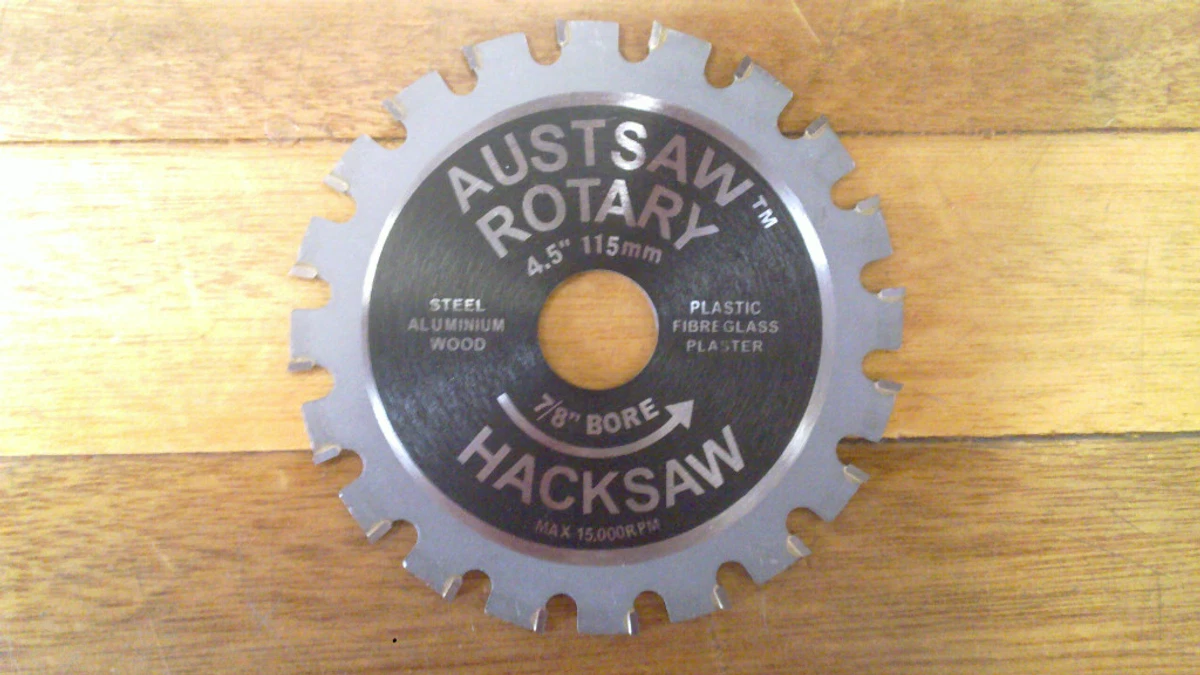 AUSTSAW™
ROTARY
4.5" 115mm
STEEL
ALUMINIUM
WOOD
PLASTIC
FIBREGLASS
PLASTER
7/8" BORE
HACKSAW
MAX 15,000RPM